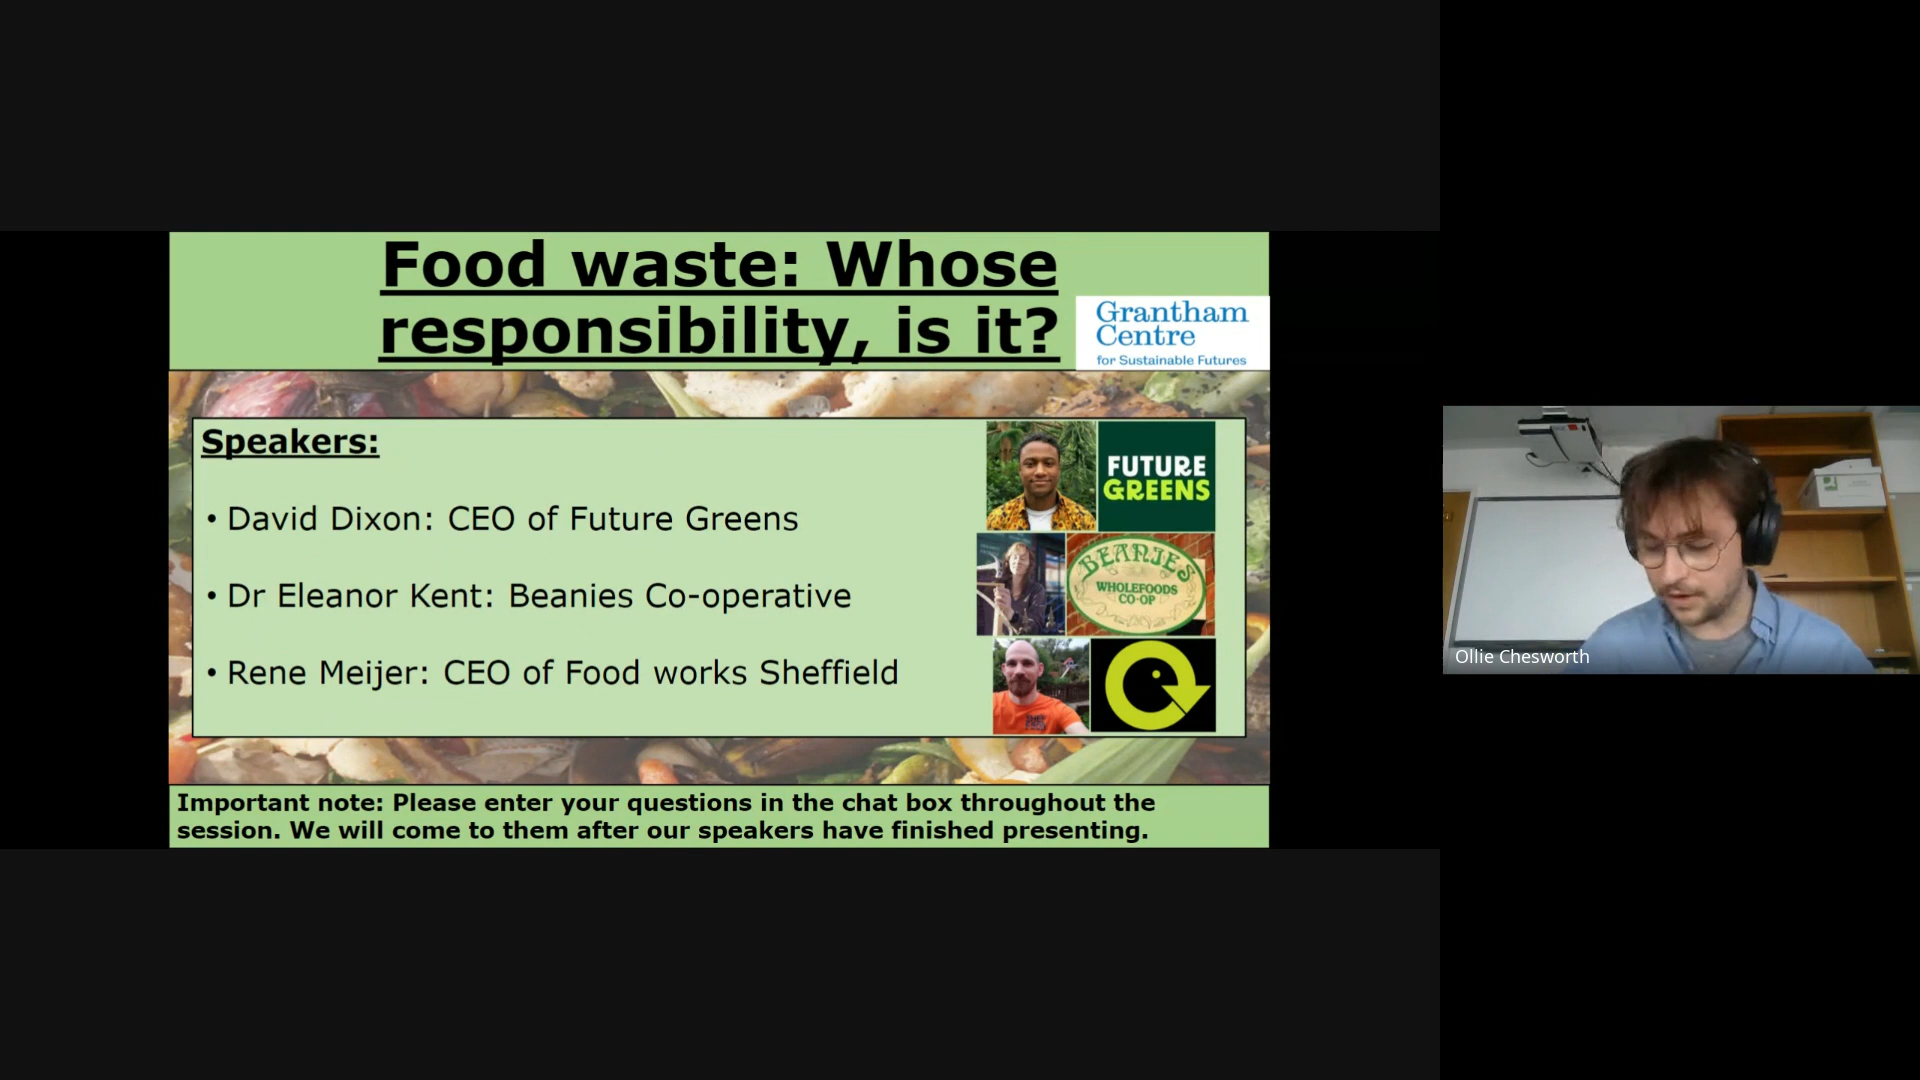 Food waste: Whose
responsibility, is it?
Grantham
Centre
for Sustainable Futures
Speakers:
• David Dixon: CEO of Future Greens
• Dr Eleanor Kent: Beanies Co-operative
• Rene Meijer: CEO of Food works Sheffield
FUTURE
GREENS
BEANIES
WHOLEFOODS
CO-OP
Important note: Please enter your questions in the chat box throughout the
session. We will come to them after our speakers have finished presenting.
Ollie Chesworth